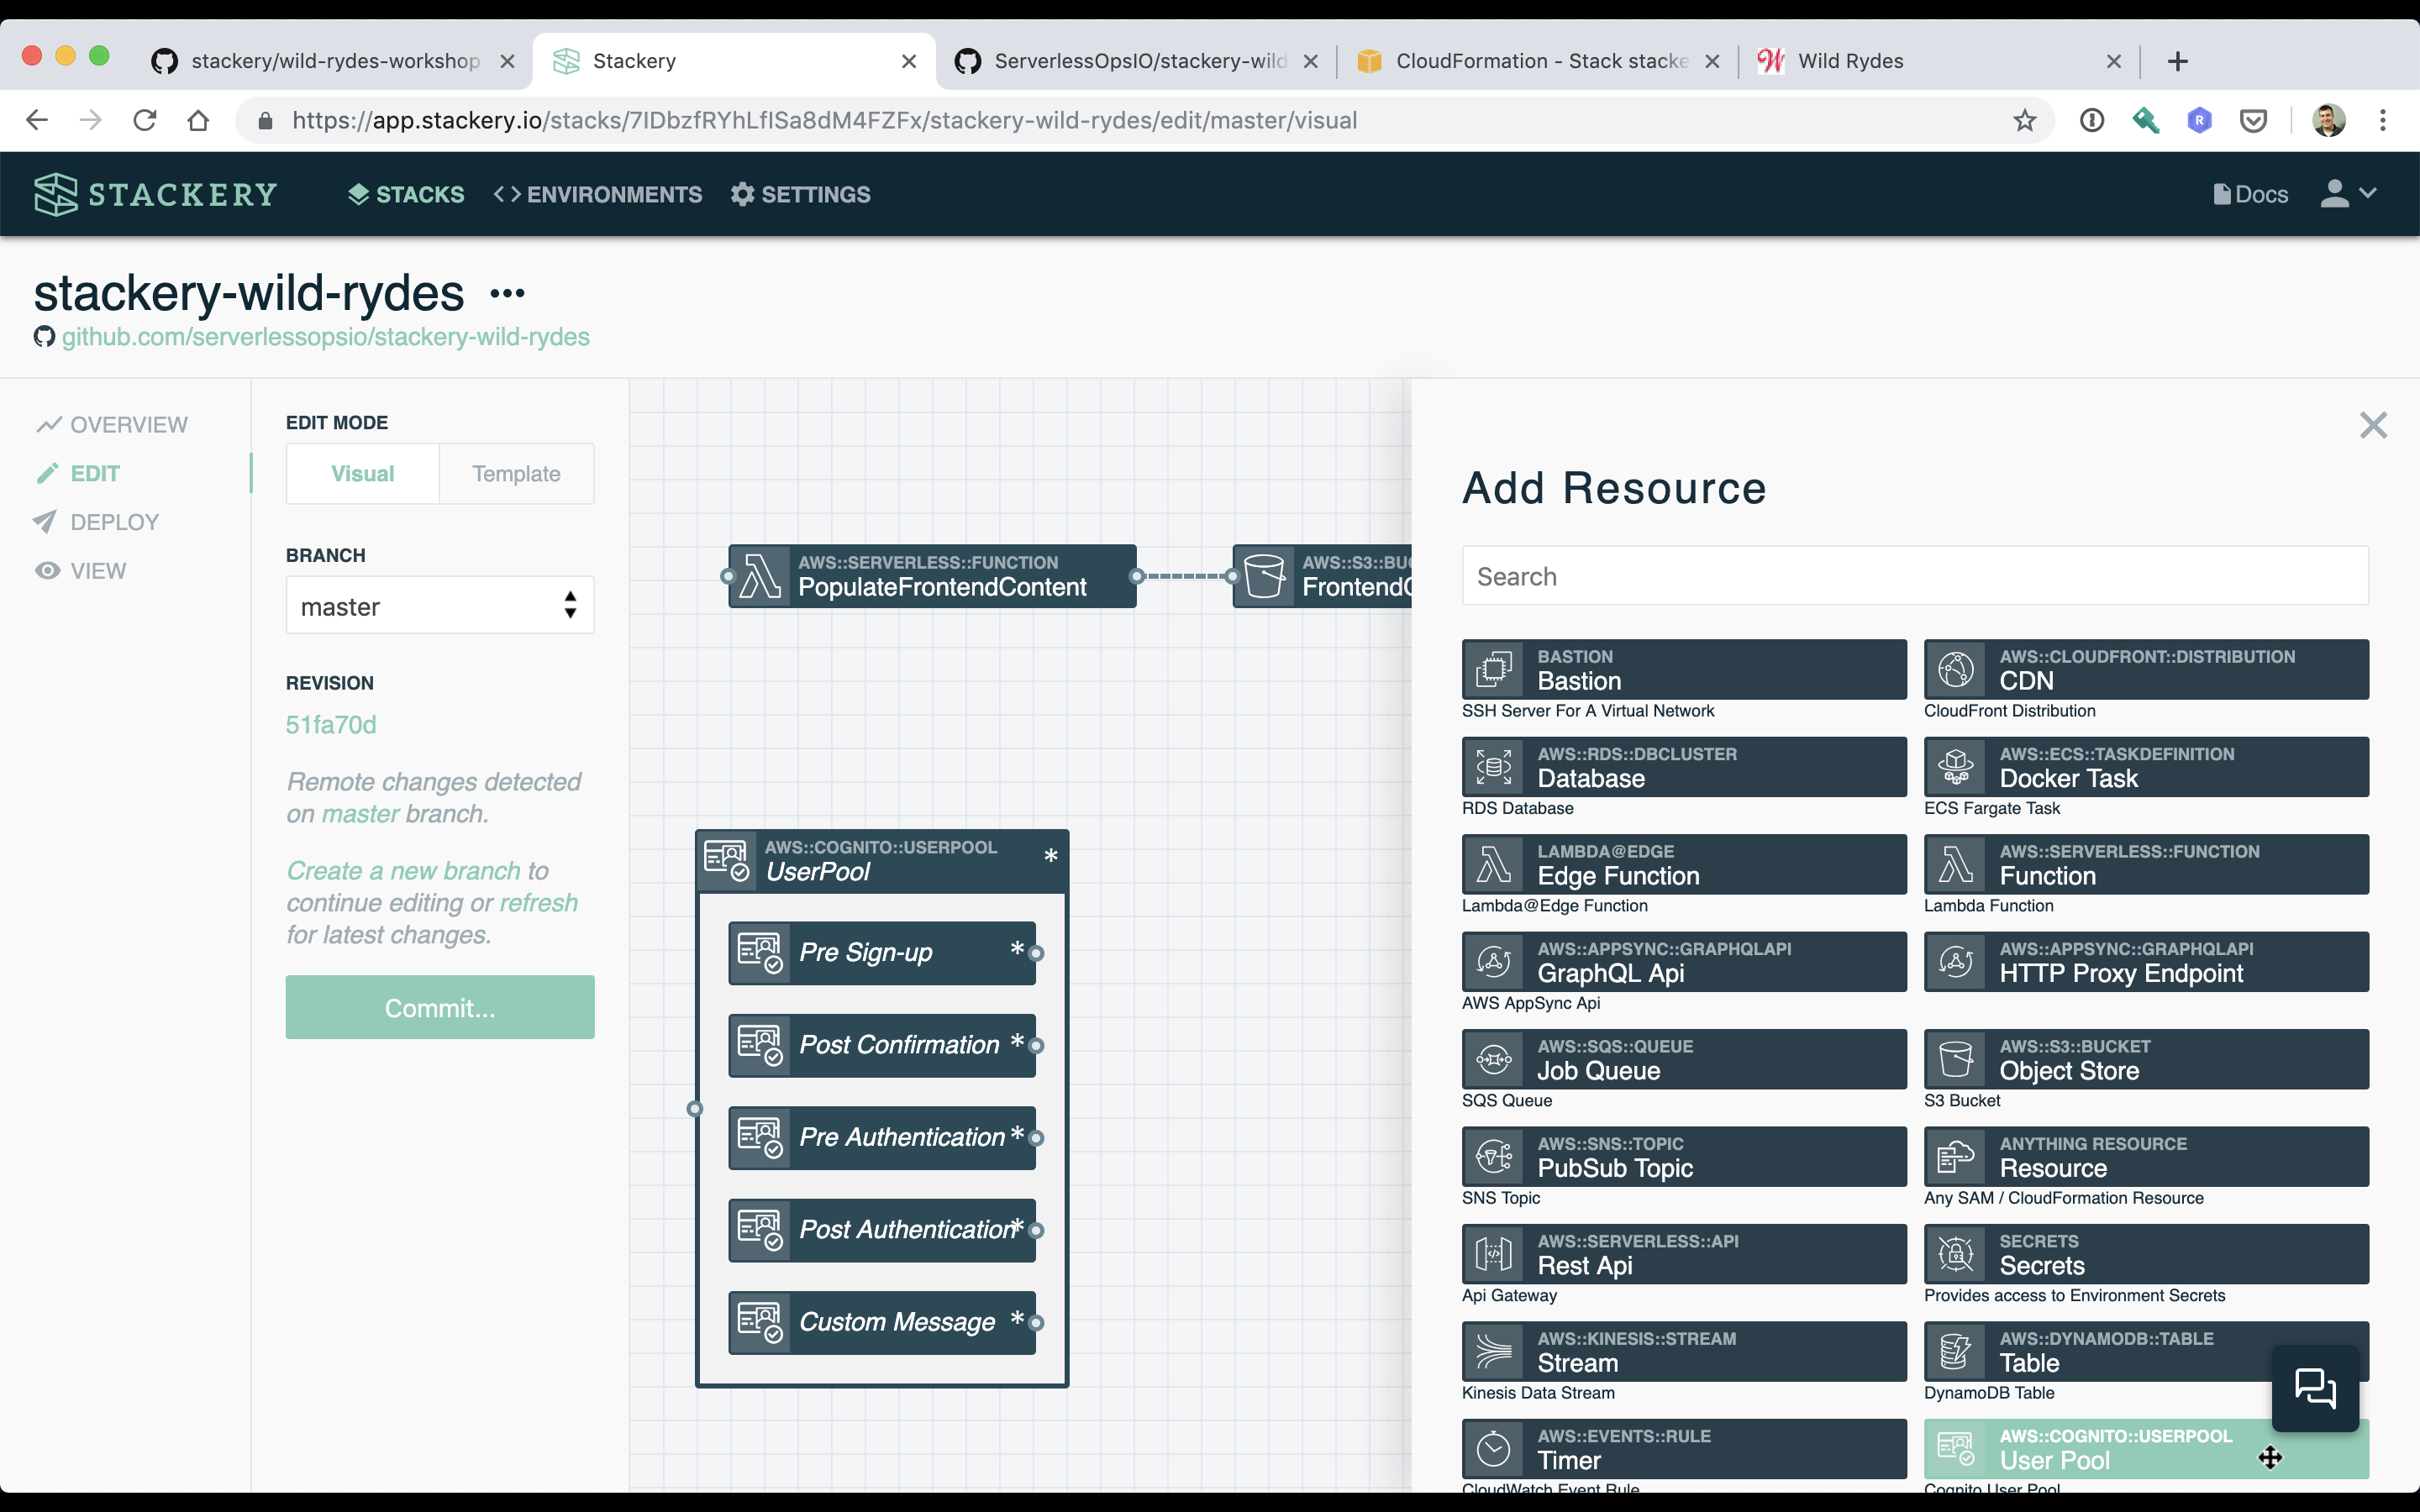 stackery/wild-rydes-workshop
Stackery
ServerlessOpsIO/stackery-wild
CloudFormation - Stack stacke
Wild Rydes
https://app.stackery.io/stacks/7IDbzfRYhLfISa8dM4FZFx/stackery-wild-rydes/edit/master/visual
STACKERY
STACKS
ENVIRONMENTS
SETTINGS
Docs
stackery-wild-rydes •••
github.com/serverlessopsio/stackery-wild-rydes
OVERVIEW
EDIT
DEPLOY
VIEW
EDIT MODE
Visual
Template
BRANCH
master
REVISION
51fa70d
Remote changes detected
on master branch.
Create a new branch to
continue editing or refresh
for latest changes.
Commit...
AWS::SERVERLESS::FUNCTION
PopulateFrontendContent
AWS::S3::BUC
FrontendC
AWS::COGNITO::USERPOOL
UserPool *
Pre Sign-up *
Post Confirmation *
Pre Authentication *
Post Authentication*
Custom Message *
Add Resource
Search
BASTION
Bastion
SSH Server For A Virtual Network
AWS::CLOUDFRONT::DISTRIBUTION
CDN
CloudFront Distribution
AWS::RDS::DBCLUSTER
Database
RDS Database
AWS::ECS::TASKDEFINITION
Docker Task
ECS Fargate Task
LAMBDA@EDGE
Edge Function
Lambda@Edge Function
AWS::SERVERLESS::FUNCTION
Function
Lambda Function
AWS::APPSYNC::GRAPHQLAPI
GraphQL Api
AWS AppSync Api
AWS::APPSYNC::GRAPHQLAPI
HTTP Proxy Endpoint
AWS::SQS::QUEUE
Job Queue
SQS Queue
AWS::S3::BUCKET
Object Store
S3 Bucket
AWS::SNS::TOPIC
PubSub Topic
SNS Topic
ANYTHING RESOURCE
Resource
Any SAM / CloudFormation Resource
AWS::SERVERLESS::API
Rest Api
Api Gateway
SECRETS
Secrets
Provides access to Environment Secrets
AWS::KINESIS::STREAM
Stream
Kinesis Data Stream
AWS::DYNAMODB::TABLE
Table
DynamoDB Table
AWS::EVENTS::RULE
Timer
CloudWatch Event Rule
AWS::COGNITO::USERPOOL
User Pool
Cognito User Pool